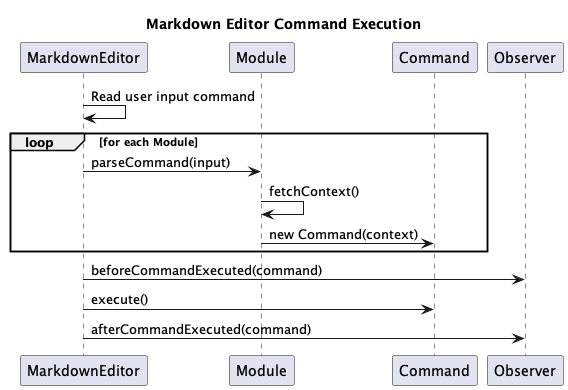 Markdown Editor Command Execution
MarkdownEditor Module Command Observer
Read user input command
loop [for each Module]
parseCommand(input)
fetchContext()
new Command(context)
beforeCommandExecuted(command)
execute()
afterCommandExecuted(command)
MarkdownEditor Module Command Observer